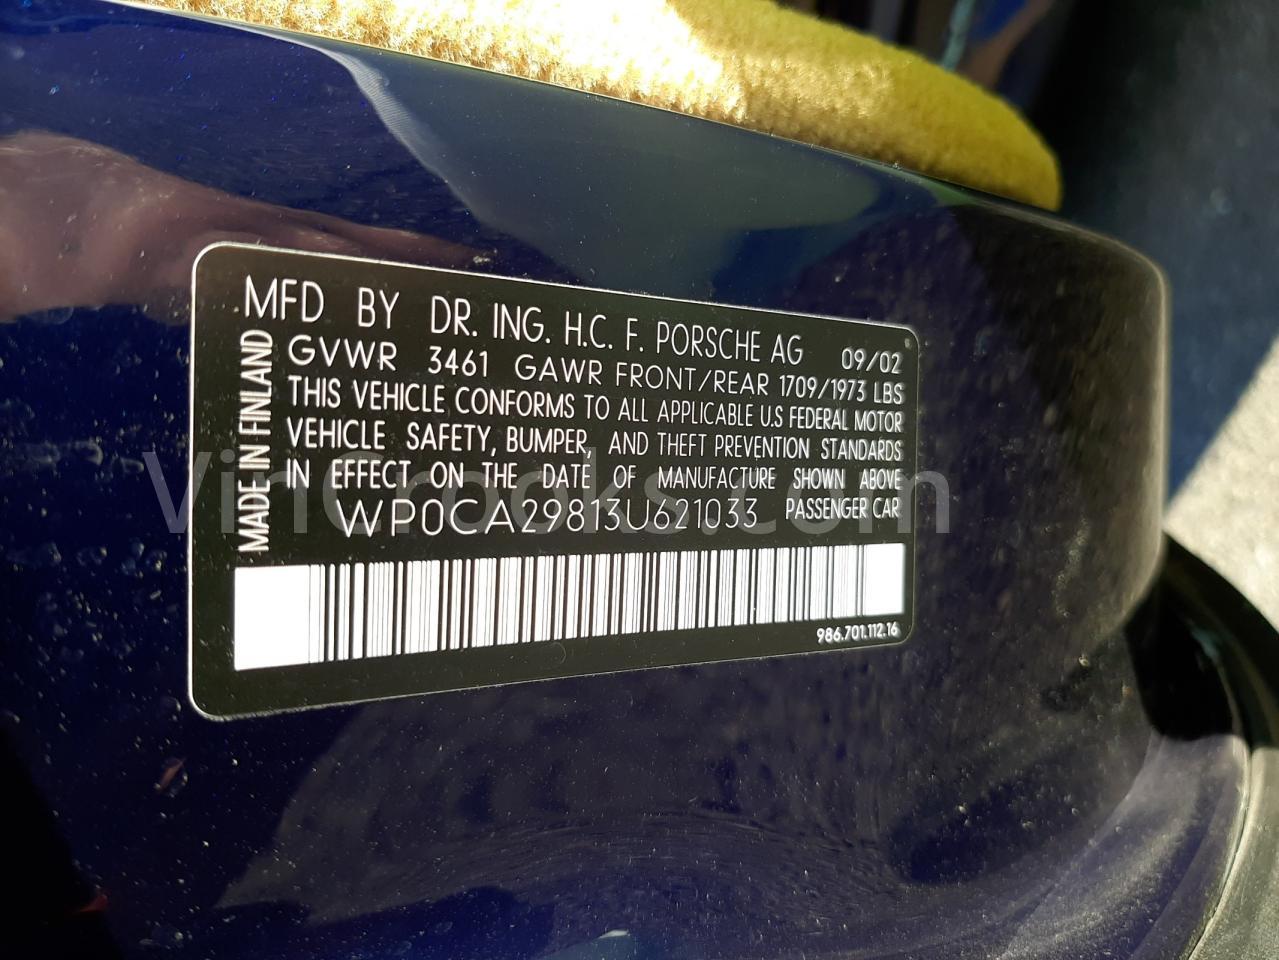 MFD BY DR. ING. H.C. F. PORSCHE AG 09/02
GVWR 3461 GAWR FRONT/REAR 1709/1973 LBS
THIS VEHICLE CONFORMS TO ALL APPLICABLE U.S FEDERAL MOTOR
VEHICLE SAFETY, BUMPER, AND THEFT PREVENTION STANDARDS
IN EFFECT ON THE DATE OF MANUFACTURE SHOWN ABOVE
WP0CA29813U621033 PASSENGER CAR
MADE IN FINLAND
986.701.112.16
VinCrooks.com